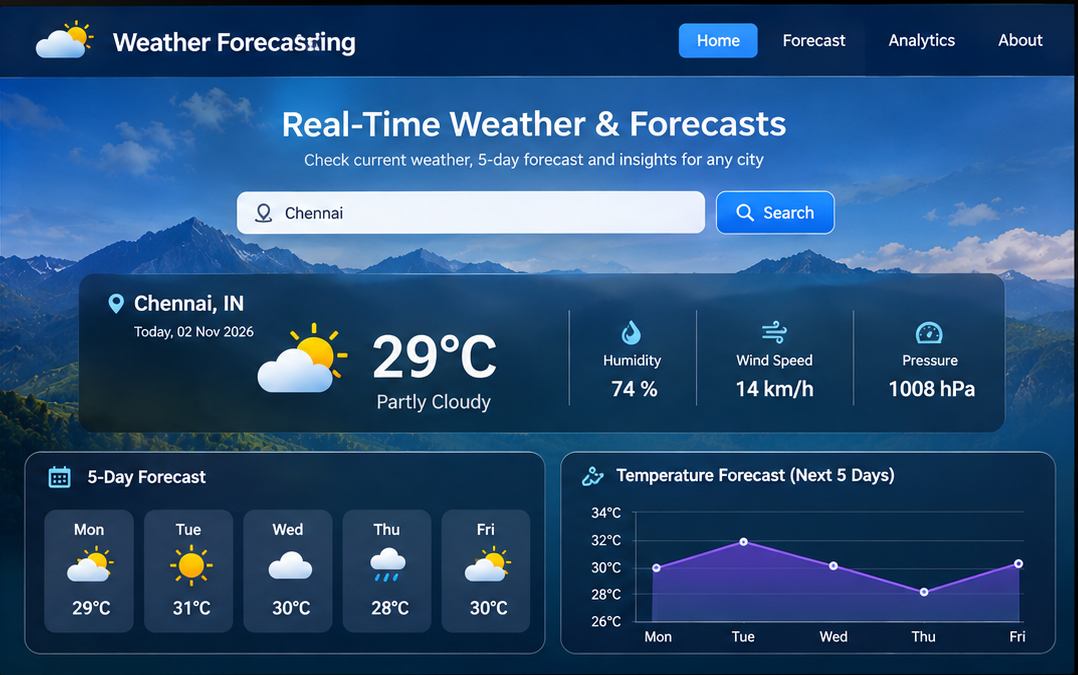 Weather Forecasting
Home Forecast Analytics About
Real-Time Weather & Forecasts
Check current weather, 5-day forecast and insights for any city
Chennai
Search
Chennai, IN
Today, 02 Nov 2026
29°C
Partly Cloudy
Humidity
74 %
Wind Speed
14 km/h
Pressure
1008 hPa
5-Day Forecast
Mon
29°C
Tue
31°C
Wed
30°C
Thu
28°C
Fri
30°C
Temperature Forecast (Next 5 Days)
34°C
32°C
30°C
28°C
26°C
Mon Tue Wed Thu Fri